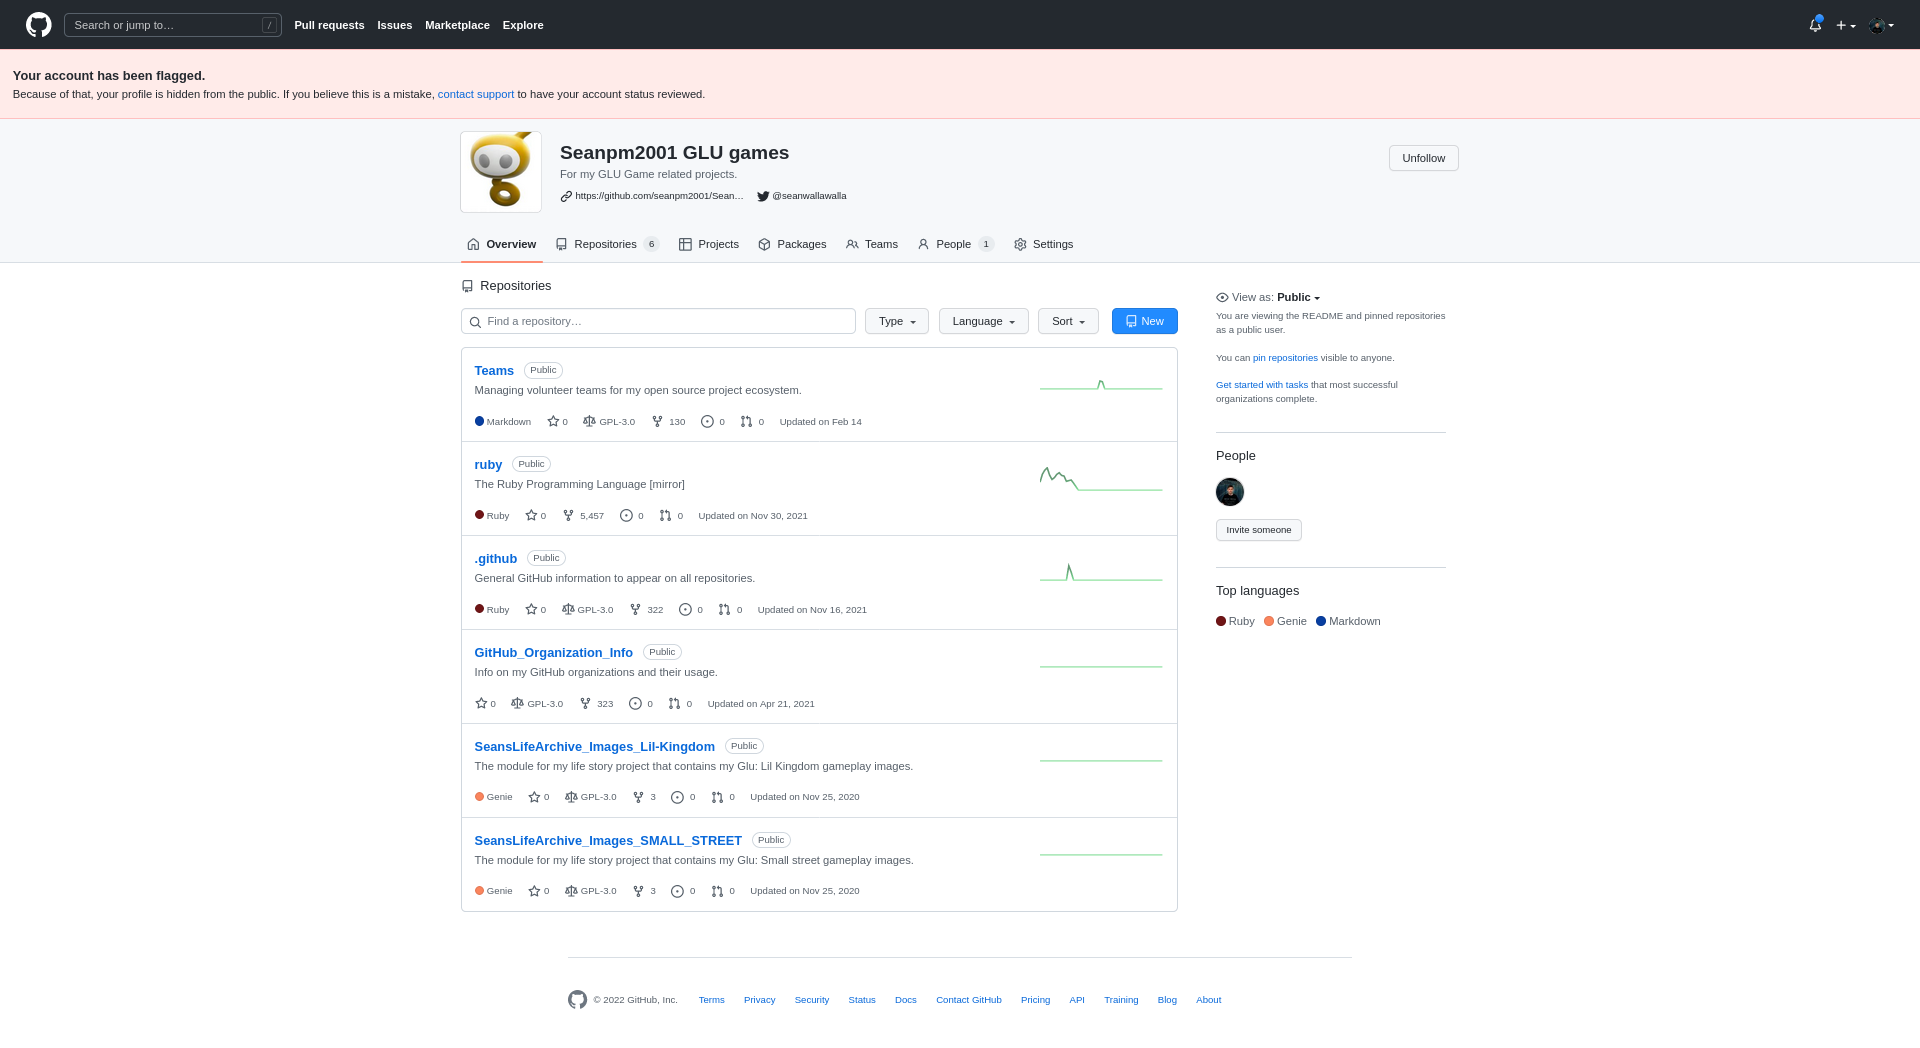 Search or jump to… /
Pull requests Issues Marketplace Explore
Your account has been flagged.
Because of that, your profile is hidden from the public. If you believe this is a mistake, contact support to have your account status reviewed.
Seanpm2001 GLU games
For my GLU Game related projects.
https://github.com/seanpm2001/Sean… @seanwallawalla
Unfollow
Overview Repositories 6 Projects Packages Teams People 1 Settings
Repositories
Find a repository… Type Language Sort New
Teams Public
Managing volunteer teams for my open source project ecosystem.
Markdown 0 GPL-3.0 130 0 0 Updated on Feb 14
ruby Public
The Ruby Programming Language [mirror]
Ruby 0 5,457 0 0 Updated on Nov 30, 2021
.github Public
General GitHub information to appear on all repositories.
Ruby 0 GPL-3.0 322 0 0 Updated on Nov 16, 2021
GitHub_Organization_Info Public
Info on my GitHub organizations and their usage.
0 GPL-3.0 323 0 0 Updated on Apr 21, 2021
SeansLifeArchive_Images_Lil-Kingdom Public
The module for my life story project that contains my Glu: Lil Kingdom gameplay images.
Genie 0 GPL-3.0 3 0 0 Updated on Nov 25, 2020
SeansLifeArchive_Images_SMALL_STREET Public
The module for my life story project that contains my Glu: Small street gameplay images.
Genie 0 GPL-3.0 3 0 0 Updated on Nov 25, 2020
View as: Public
You are viewing the README and pinned repositories
as a public user.
You can pin repositories visible to anyone.
Get started with tasks that most successful
organizations complete.
People
Invite someone
Top languages
Ruby Genie Markdown
© 2022 GitHub, Inc. Terms Privacy Security Status Docs Contact GitHub Pricing API Training Blog About